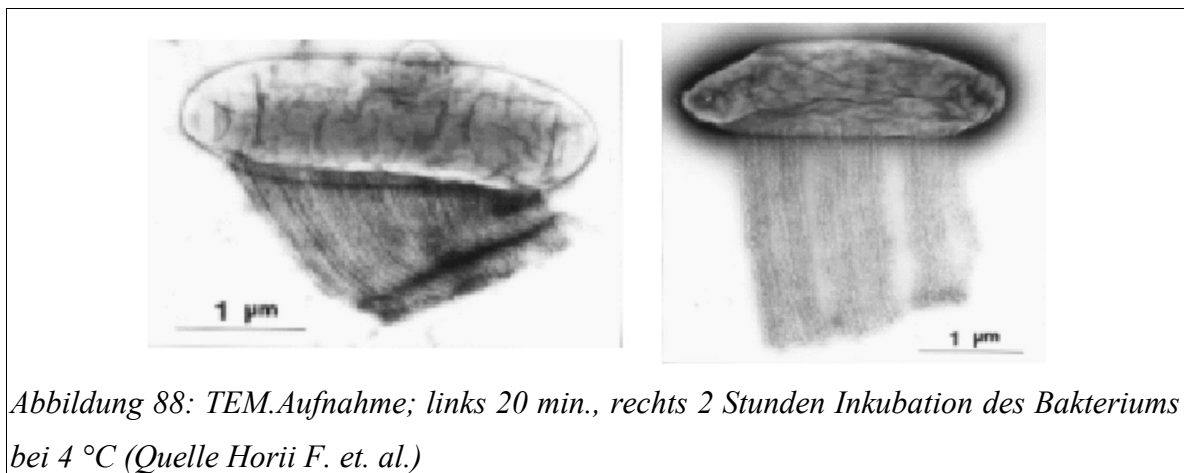 1 µm
1 µm
Abbildung 88: TEM.Aufnahme; links 20 min., rechts 2 Stunden Inkubation des Bakteriums
bei 4 °C (Quelle Horii F. et. al.)